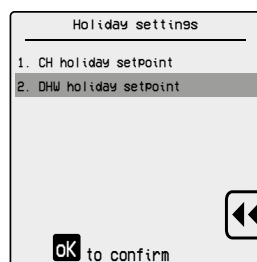 Holiday settings
1. CH holiday setpoint
2. DHW holiday setpoint
OK to confirm